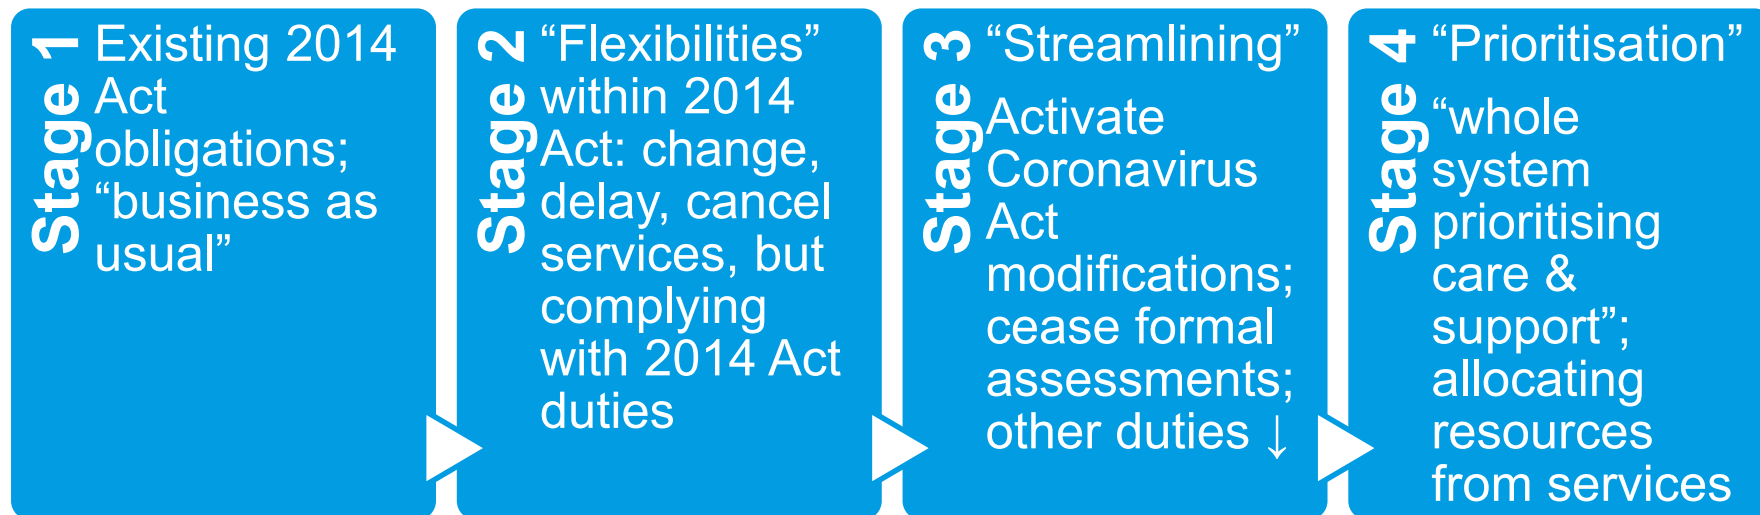 Stage 1
Existing 2014
Act
obligations;
“business as
usual”
Stage 2
“Flexibilities”
within 2014
Act: change,
delay, cancel
services, but
complying
with 2014 Act
duties
Stage 3
“Streamlining”
Activate
Coronavirus
Act
modifications;
cease formal
assessments;
other duties ↓
Stage 4
“Prioritisation”
“whole
system
prioritising
care &
support”;
allocating
resources
from services